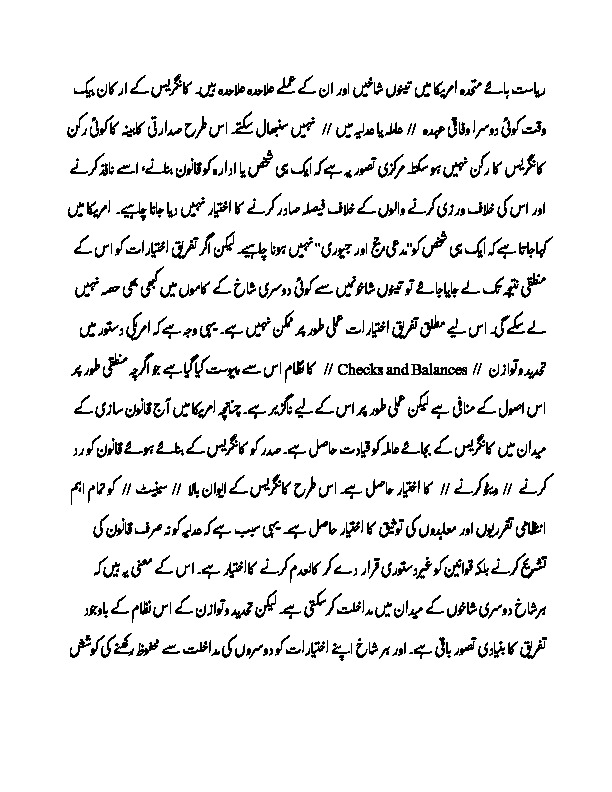 ریاست ہائے متحدہ امریکا میں تینوں شاخیں اور ان کے عملے علاحدہ علاحدہ ہیں۔ کانگریس کے ارکان بیک
وقت کوئی دوسرا وفاقی عہدہ // عاملہ یا عدلیہ میں // نہیں سنبھال سکتے۔ اس طرح صدارتی کابینہ کا کوئی رکن
کانگریس کا رکن نہیں ہو سکتا۔ مرکزی تصور یہ ہے کہ ایک ہی شخص یا ادارہ کو قانون بنانے، اسے نافذ کرنے
اور اس کی خلاف ورزی کرنے والوں کے خلاف فیصلہ صادر کرنے کا اختیار نہیں دیا جانا چاہیے۔ امریکا میں
کہا جاتا ہے کہ ایک ہی شخص کو "مدعی جج اور جیوری" نہیں ہونا چاہیے۔ لیکن اگر تفریق اختیارات کو اس کے
منطقی نتیجہ تک لے جایا جائے تو تینوں شاخوں میں سے کوئی دوسری شاخ کے کاموں میں کبھی بھی حصہ نہیں
لے سکے گی۔ اس لیے مطلق تفریق اختیارات عملی طور پر ممکن نہیں ہے۔ یہی وجہ ہے کہ امریکی دستور میں
تحدید و توازن // Checks and Balances // کا نظام اس سے پیوست کیا گیا ہے جو اگرچہ منطقی طور پر
اس اصول کے منافی ہے لیکن عملی طور پر اس کے لیے ناگزیر ہے۔ چنانچہ امریکا میں آج قانون سازی کے
میدان میں کانگریس کے بجائے عاملہ کو قیادت حاصل ہے۔ صدر کو کانگریس کے بنائے ہوئے قانون کو رد
کرنے // ویٹو کرنے // کا اختیار حاصل ہے۔ اس طرح کانگریس کے ایوان بالا // سینیٹ // کو تمام اہم
انتظامی تقرریوں اور معاہدوں کی توثیق کا اختیار حاصل ہے۔ یہی سبب ہے کہ عدلیہ کو نہ صرف قانون کی
تشریح کرنے بلکہ قوانین کو غیر دستوری قرار دے کر کالعدم کرنے کا اختیار ہے۔ اس کے معنی یہ ہیں کہ
ہر شاخ دوسری شاخوں کے میدان میں مداخلت کر سکتی ہے۔ لیکن تحدید و توازن کے اس نظام کے باوجود
تفریق کا بنیادی تصور باقی ہے۔ اور ہر شاخ اپنے اختیارات کو دوسروں کی مداخلت سے محفوظ رکھنے کی کوشش